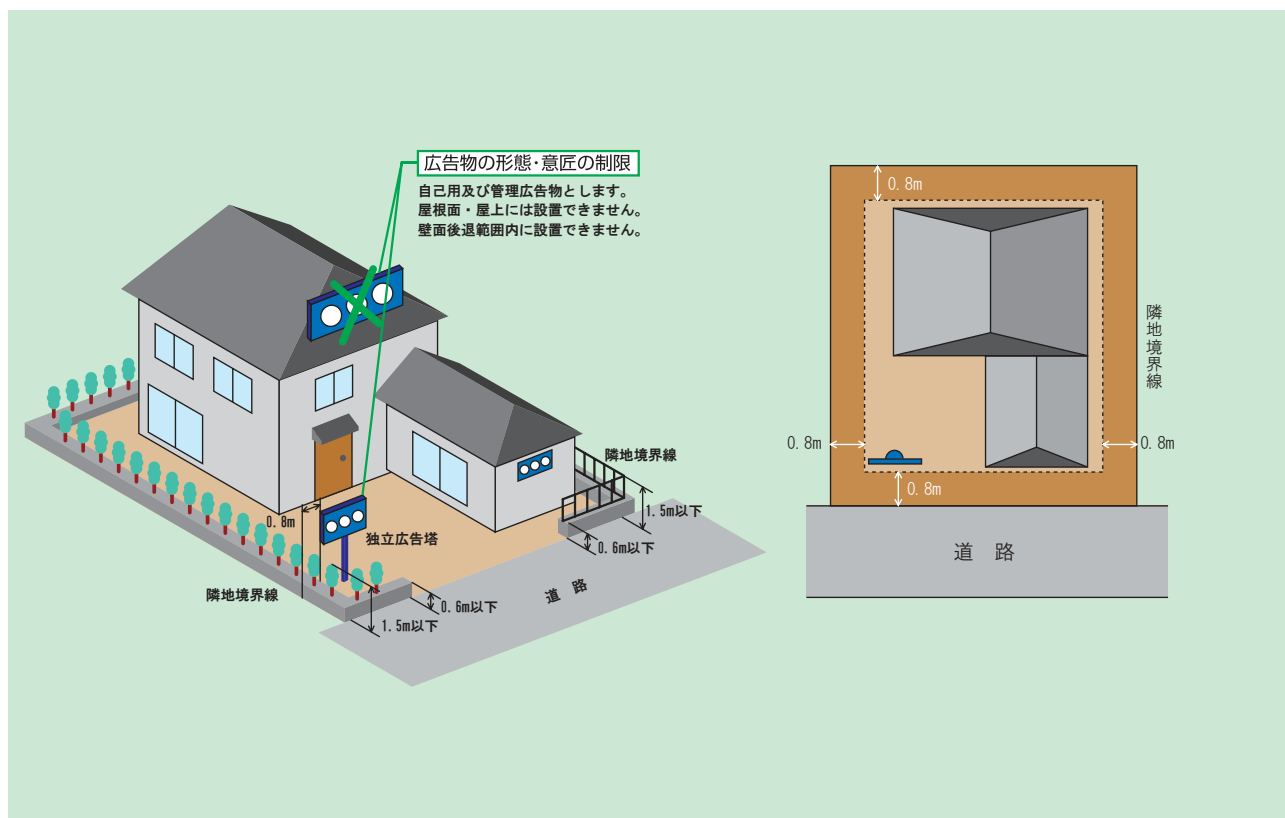 広告物の形態・意匠の制限
自己用及び管理広告物とします。
屋根面・屋上には設置できません。
壁面後退範囲内に設置できません。
隣地境界線
1.5m以下
0.6m以下
0.8m
独立広告塔
隣地境界線
0.6m以下
1.5m以下
道 路
0.8m
隣地境界線
0.8m
0.8m
0.8m
道 路